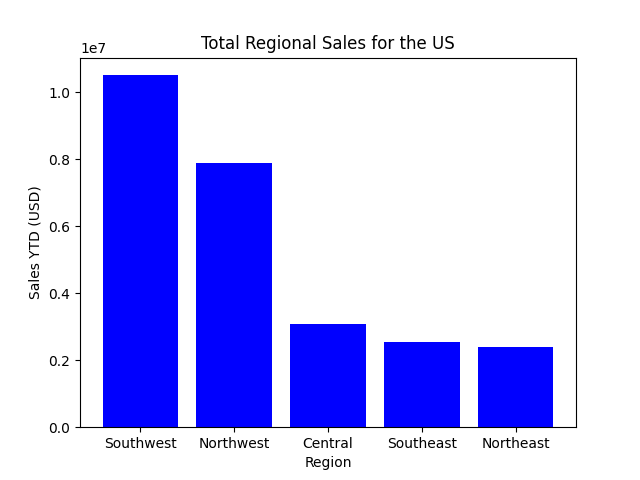 Total Regional Sales for the US
1e7
1.0
0.8
0.6
0.4
0.2
0.0
Sales YTD (USD)
Southwest Northwest Central Southeast Northeast
Region